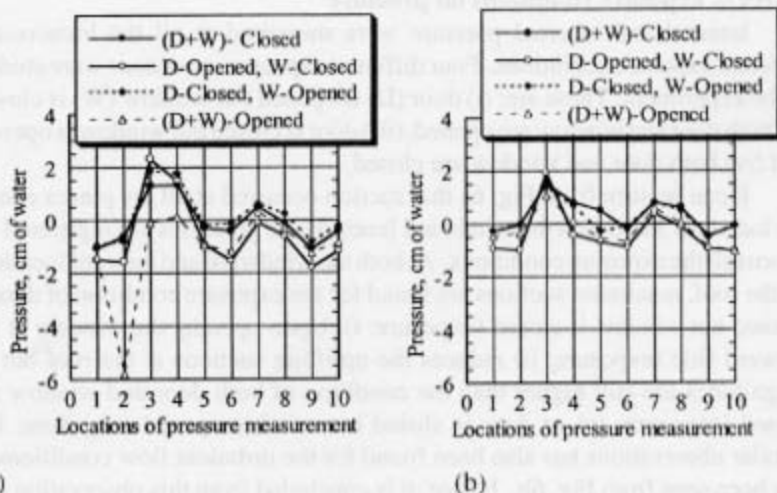 (D+W)- Closed
D-Opened, W-Closed
D-Closed, W-Opened
(D+W)-Opened
Pressure, cm of water
4
2
0
-2
-4
-6
0 1 2 3 4 5 6 7 8 9 10
Locations of pressure measurement
(D+W)- Closed
D-Opened, W-Closed
D-Closed, W-Opened
(D+W)-Opened
Pressure, cm of water
4
2
0
-2
-4
-6
0 1 2 3 4 5 6 7 8 9 10
Locations of pressure measurement
(b)